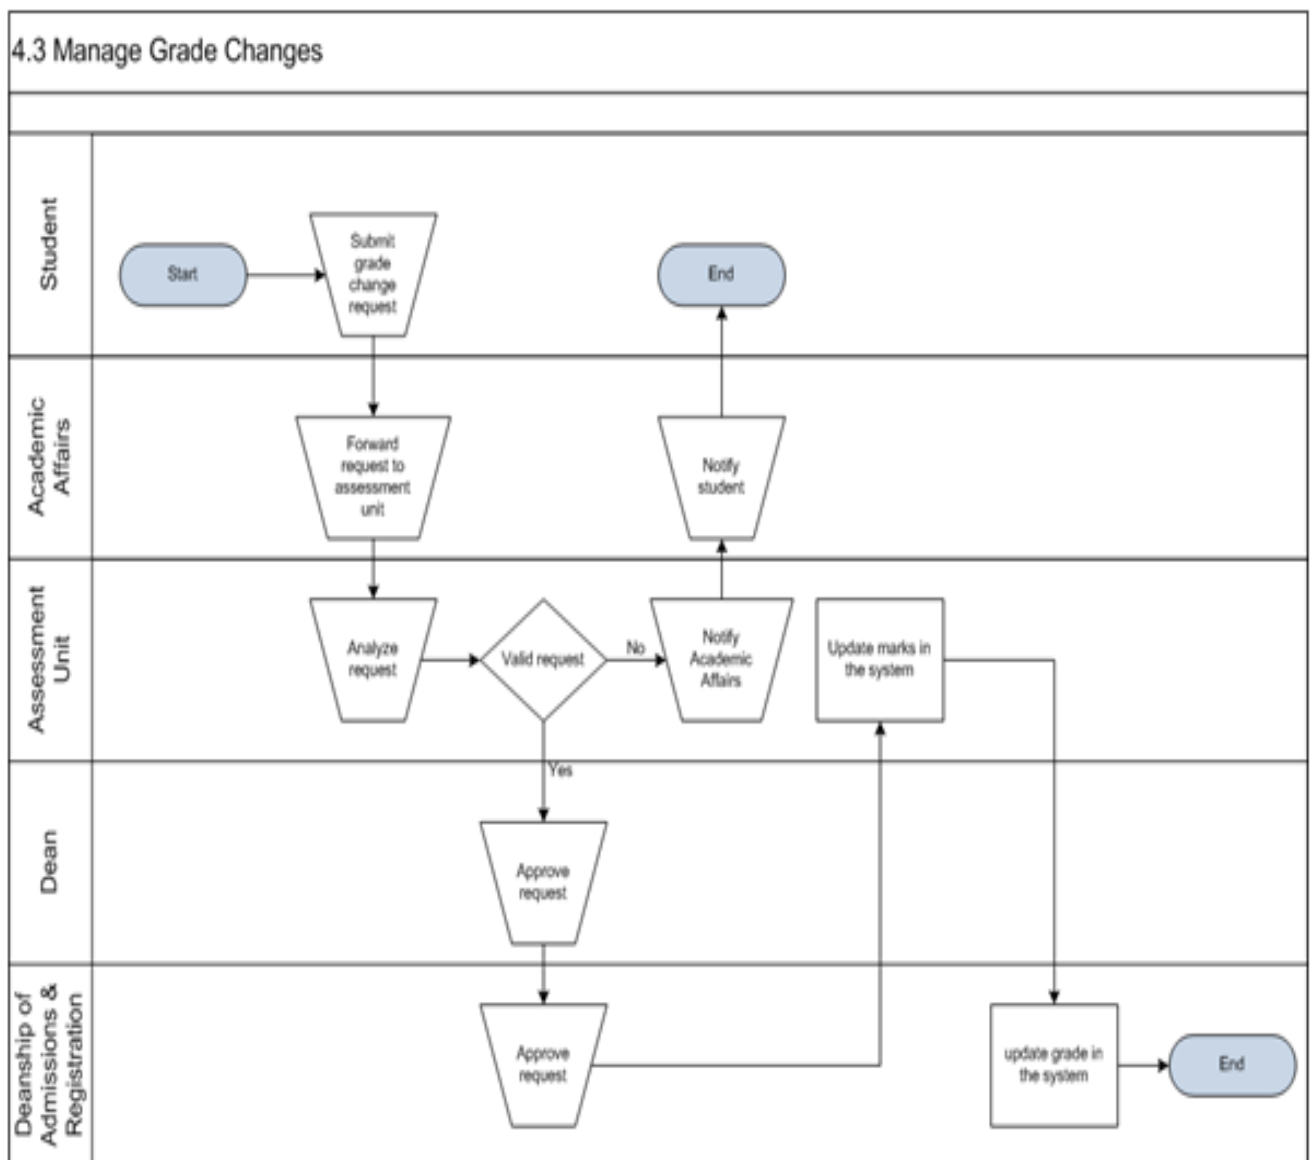 4.3 Manage Grade Changes
Student
Start
Submit
grade
change
request
End
Academic
Affairs
Forward
request to
assessment
unit
Notify
student
Assessment
Unit
Analyze
request
Valid request
No
Notify
Academic
Affairs
Update marks in
the system
Yes
Dean
Approve
request
Deanship of
Admissions &
Registration
Approve
request
update grade in
the system
End